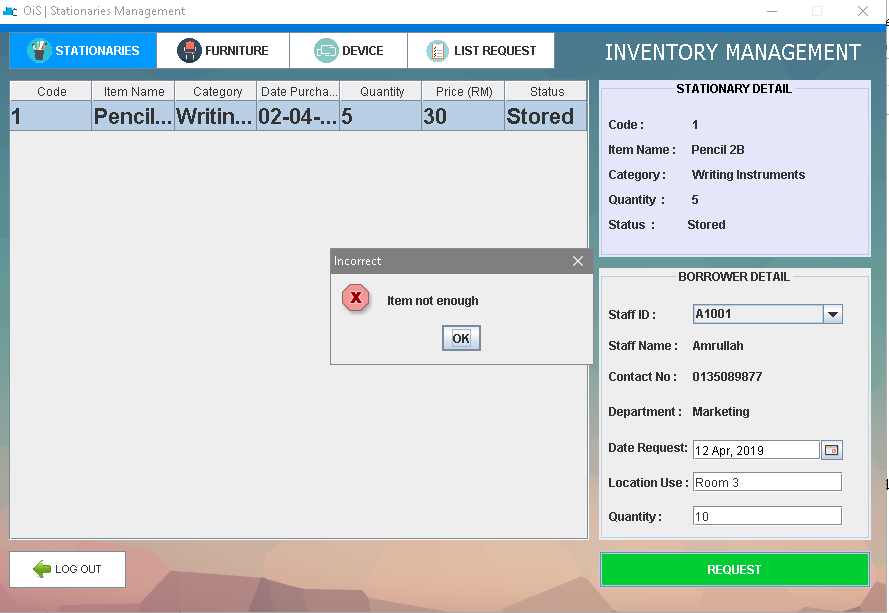 OiS | Stationaries Management
STATIONARIES
FURNITURE
DEVICE
LIST REQUEST
INVENTORY MANAGEMENT
Code Item Name Category Date Purcha... Quantity Price (RM) Status
1 Pencil... Writin... 02-04-... 5 30 Stored
STATIONARY DETAIL
Code : 1
Item Name : Pencil 2B
Category : Writing Instruments
Quantity : 5
Status : Stored
Incorrect
Item not enough
OK
BORROWER DETAIL
Staff ID : A1001
Staff Name : Amrullah
Contact No : 0135089877
Department : Marketing
Date Request: 12 Apr, 2019
Location Use : Room 3
Quantity : 10
LOG OUT
REQUEST